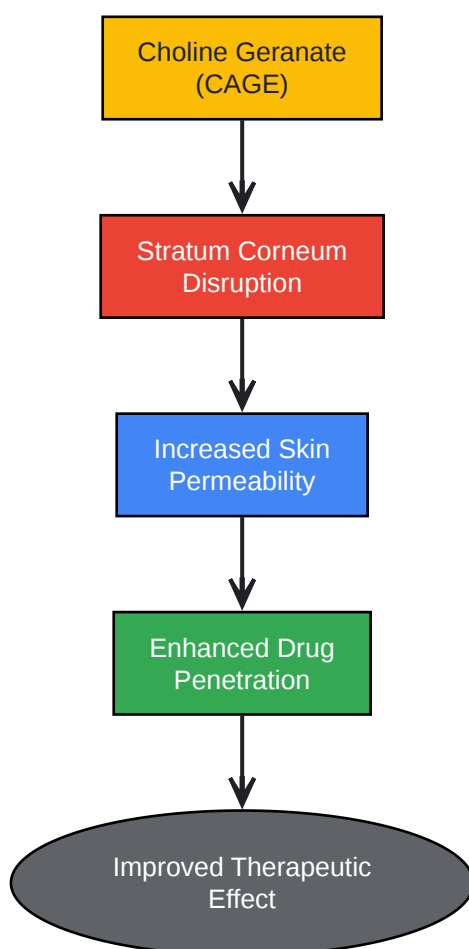 Choline Geranate
(CAGE)
Stratum Corneum
Disruption
Increased Skin
Permeability
Enhanced Drug
Penetration
Improved Therapeutic
Effect